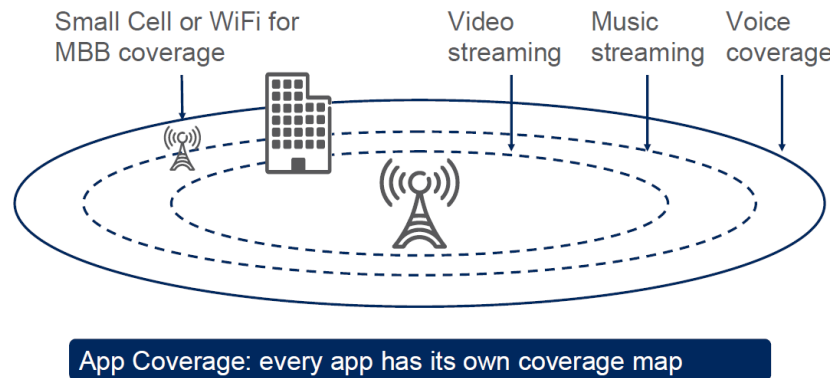 Small Cell or WiFi for
MBB coverage
Video
streaming
Music
streaming
Voice
coverage
App Coverage: every app has its own coverage map